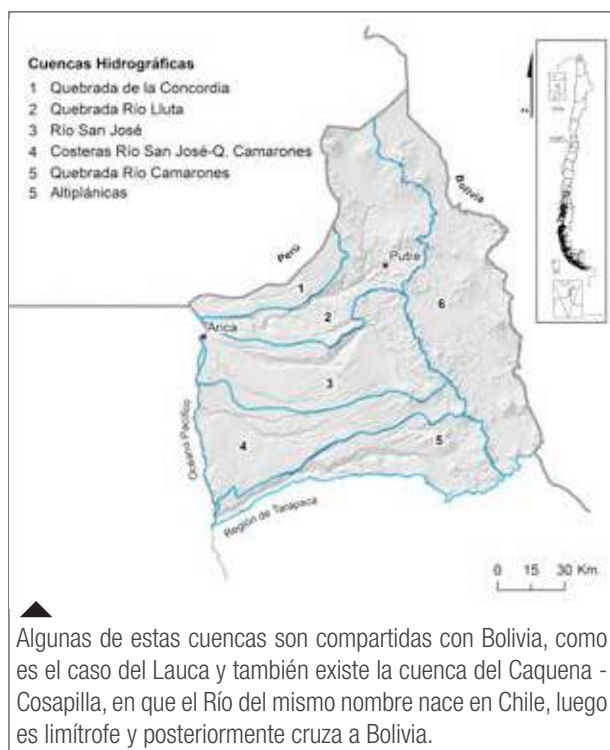 Cuencas Hidrográficas
1 Quebrada de la Concordia
2 Quebrada Río Lluta
3 Río San José
4 Costeras Río San José-Q. Camarones
5 Quebrada Río Camarones
5 Altiplánicas
Perú
Bolivia
Putre
1
2
6
Arica
3
Océano Pacífico
4
5
Región de Tarapacá
0 15 30 Km.
Algunas de estas cuencas son compartidas con Bolivia, como
es el caso del Lauca y también existe la cuenca del Caquena -
Cosapilla, en que el Río del mismo nombre nace en Chile, luego
es limítrofe y posteriormente cruza a Bolivia.